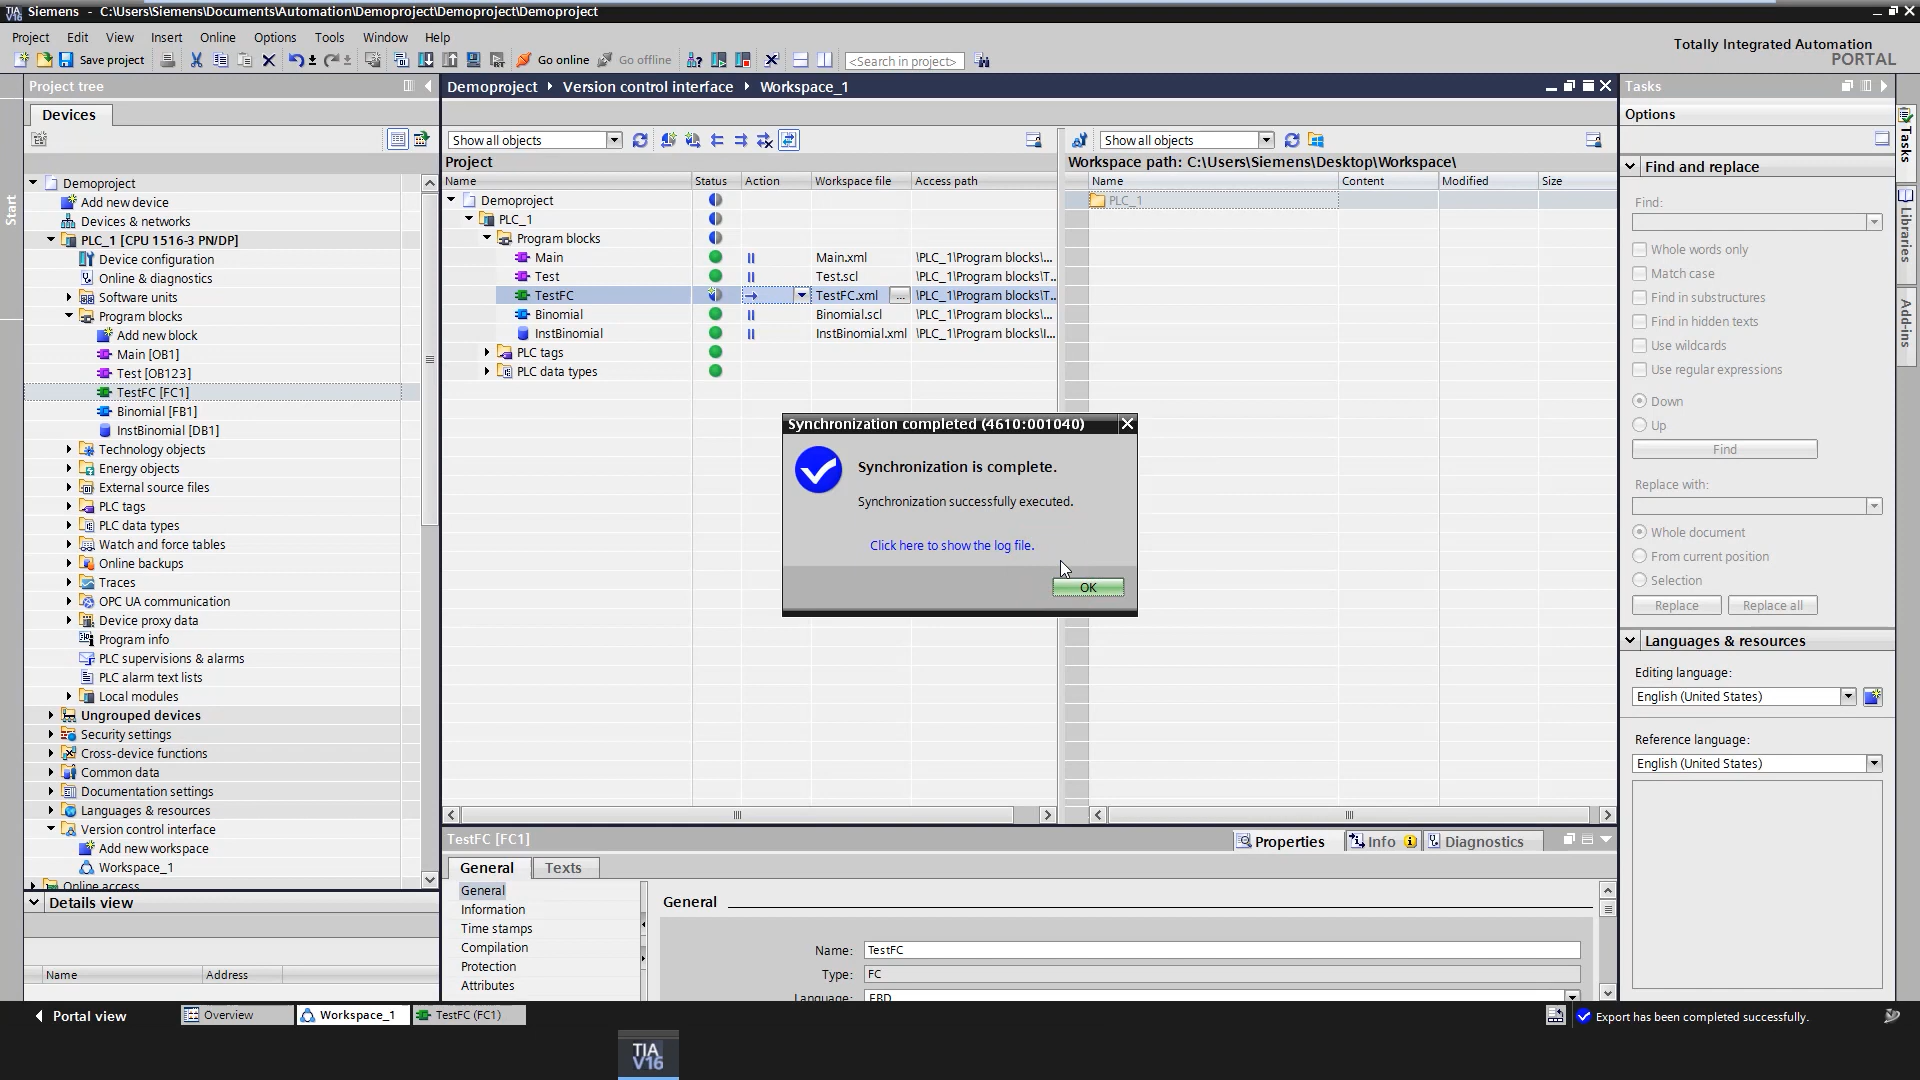 Siemens - C:\Users\Siemens\Documents\Automation\Demoproject\Demoproject\Demoproject
Project Edit View Insert Online Options Tools Window Help
Totally Integrated Automation
PORTAL
Save project
Go online
Go offline
<Search in project>
Project tree
Devices
Start
Demoproject
Add new device
Devices & networks
PLC_1 [CPU 1516-3 PN/DP]
Device configuration
Online & diagnostics
Software units
Program blocks
Add new block
Main [OB1]
Test [OB123]
TestFC [FC1]
Binomial [FB1]
InstBinomial [DB1]
Technology objects
Energy objects
External source files
PLC tags
PLC data types
Watch and force tables
Online backups
Traces
OPC UA communication
Device proxy data
Program info
PLC supervisions & alarms
PLC alarm text lists
Local modules
Ungrouped devices
Security settings
Cross-device functions
Common data
Documentation settings
Languages & resources
Version control interface
Add new workspace
Workspace_1
Online access
Details view
Name Address
Demoproject Version control interface Workspace_1
Show all objects
Project
Name Status Action Workspace file Access path
Demoproject
PLC_1
Program blocks
Main Main.xml \PLC_1\Program blocks\...
Test Test.scl \PLC_1\Program blocks\T...
TestFC TestFC.xml ... \PLC_1\Program blocks\T...
Binomial Binomial.scl \PLC_1\Program blocks\...
InstBinomial InstBinomial.xml \PLC_1\Program blocks\I...
PLC tags
PLC data types
Show all objects
Workspace path: C:\Users\Siemens\Desktop\Workspace\
Name Content Modified Size
PLC_1
Synchronization completed (4610:001040)
Synchronization is complete.
Synchronization successfully executed.
Click here to show the log file.
OK
TestFC [FC1]
Properties Info Diagnostics
General Texts
General
Information
Time stamps
Compilation
Protection
Attributes
General
Name: TestFC
Type: FC
Language: FBD
Tasks
Options
Find and replace
Find:
Whole words only
Match case
Find in substructures
Find in hidden texts
Use wildcards
Use regular expressions
Down
Up
Find
Replace with:
Whole document
From current position
Selection
Replace Replace all
Languages & resources
Editing language:
English (United States)
Reference language:
English (United States)
Tasks
Libraries
Add-ins
Portal view Overview Workspace_1 TestFC (FC1)
Export has been completed successfully.
TIA
V16